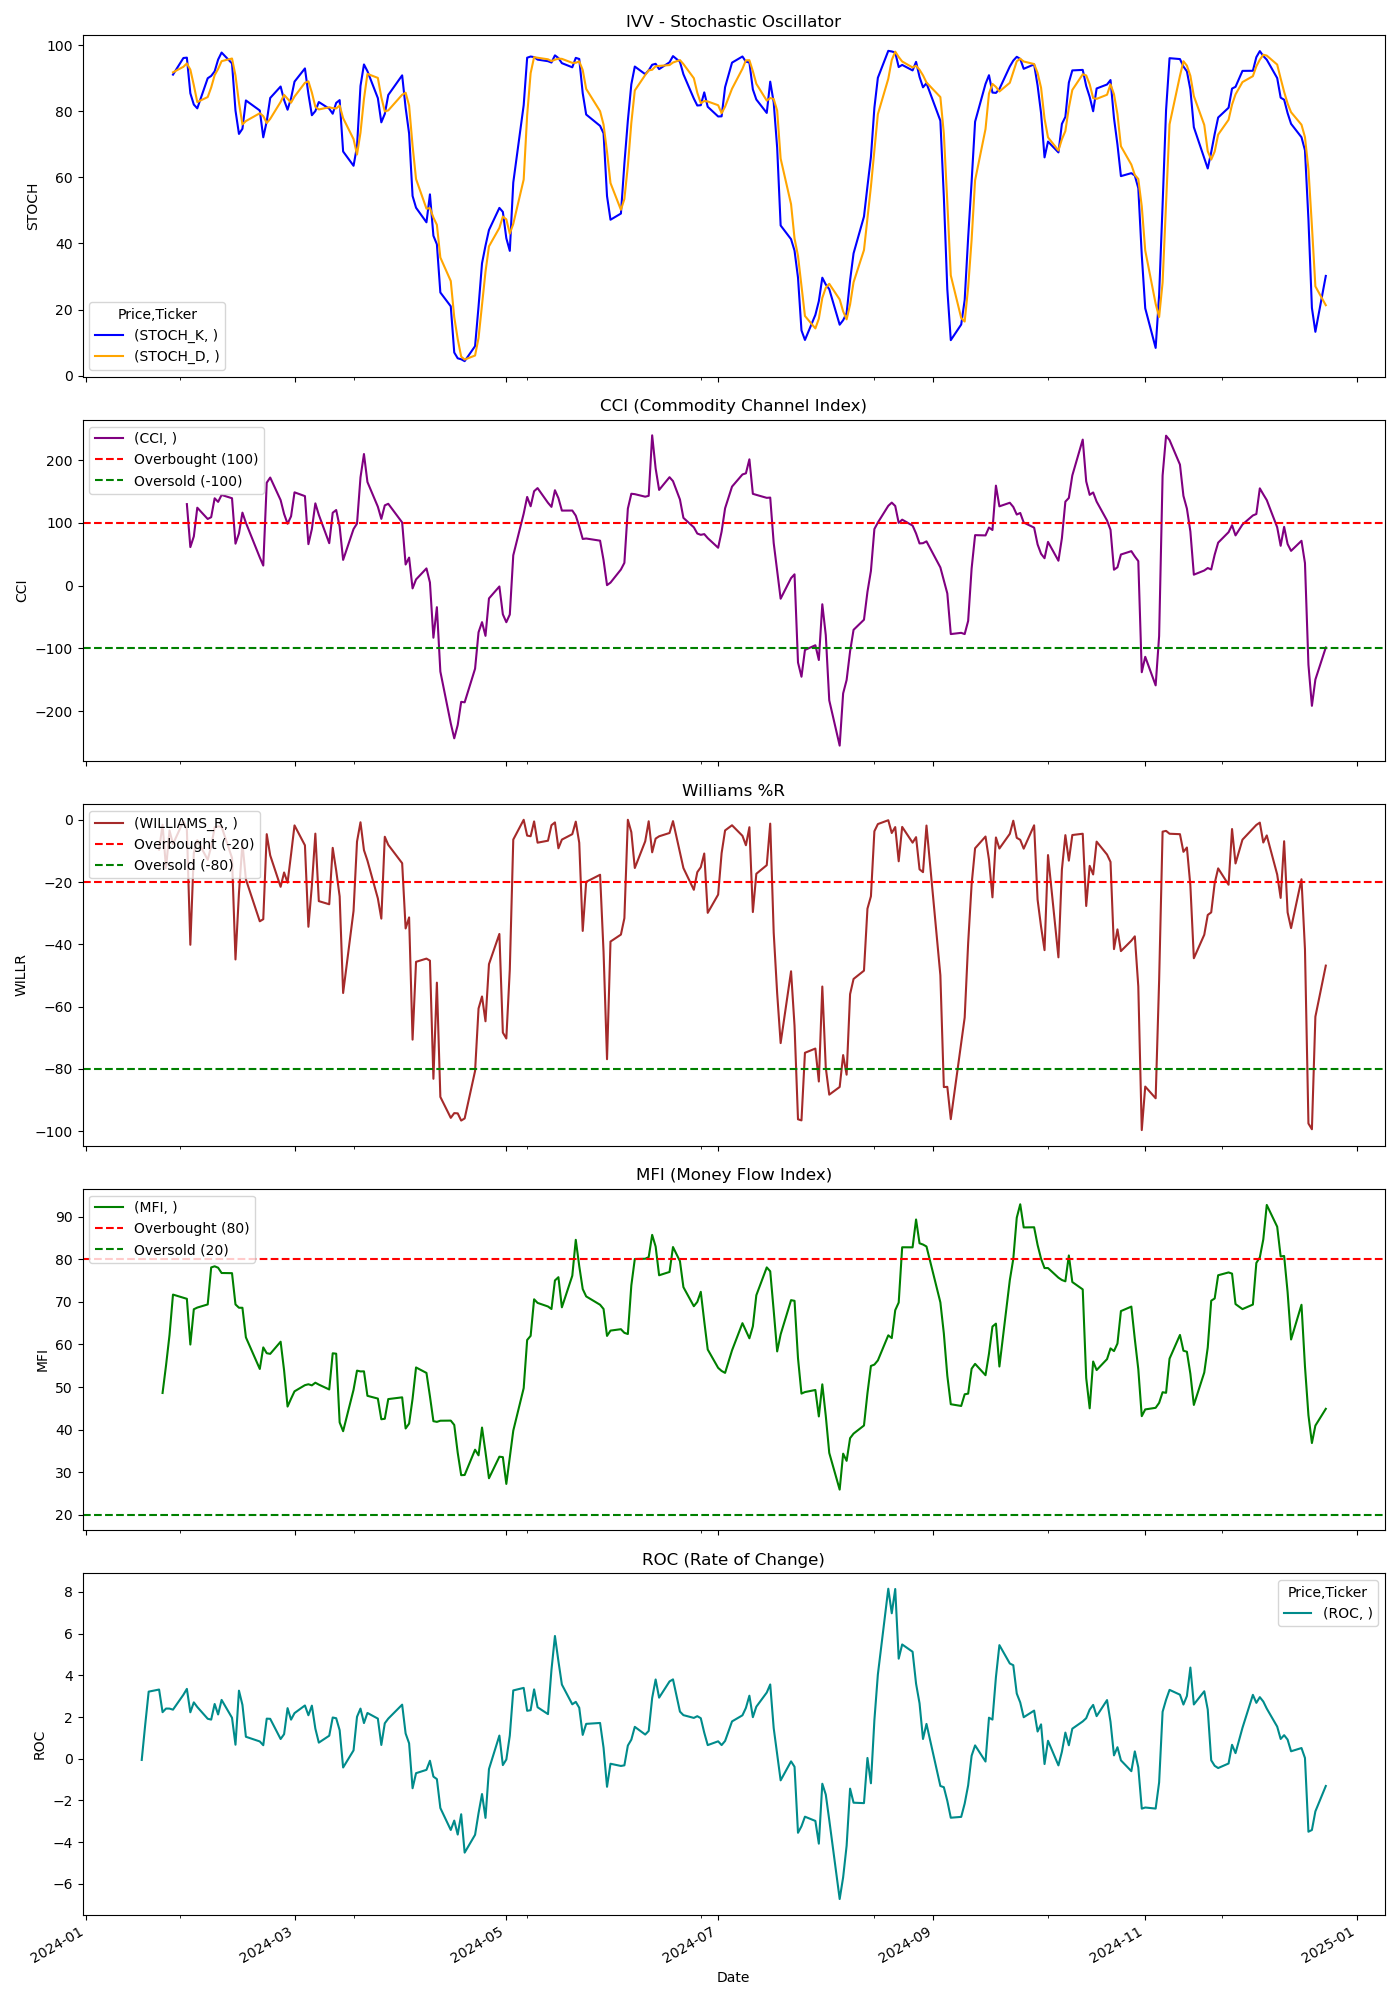 IVV - Stochastic Oscillator
100
80
60
40
20
0
STOCH
Price,Ticker
(STOCH_K, )
(STOCH_D, )
CCI (Commodity Channel Index)
200
100
0
−100
−200
CCI
(CCI, )
Overbought (100)
Oversold (-100)
Williams %R
0
−20
−40
−60
−80
−100
WILLR
(WILLIAMS_R, )
Overbought (-20)
Oversold (-80)
MFI (Money Flow Index)
90
80
70
60
50
40
30
20
MFI
(MFI, )
Overbought (80)
Oversold (20)
ROC (Rate of Change)
8
6
4
2
0
−2
−4
−6
ROC
Price,Ticker
(ROC, )
2024-01
2024-03
2024-05
2024-07
2024-09
2024-11
2025-01
Date